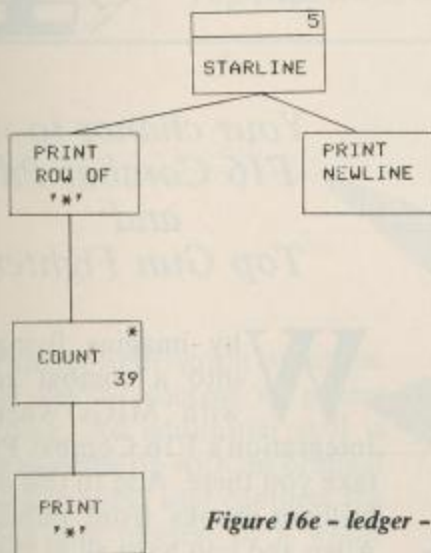 5
STARLINE
PRINT
ROW OF
'*'
PRINT
NEWLINE
*
COUNT
39
PRINT
'*'
Figure 16e – ledger –